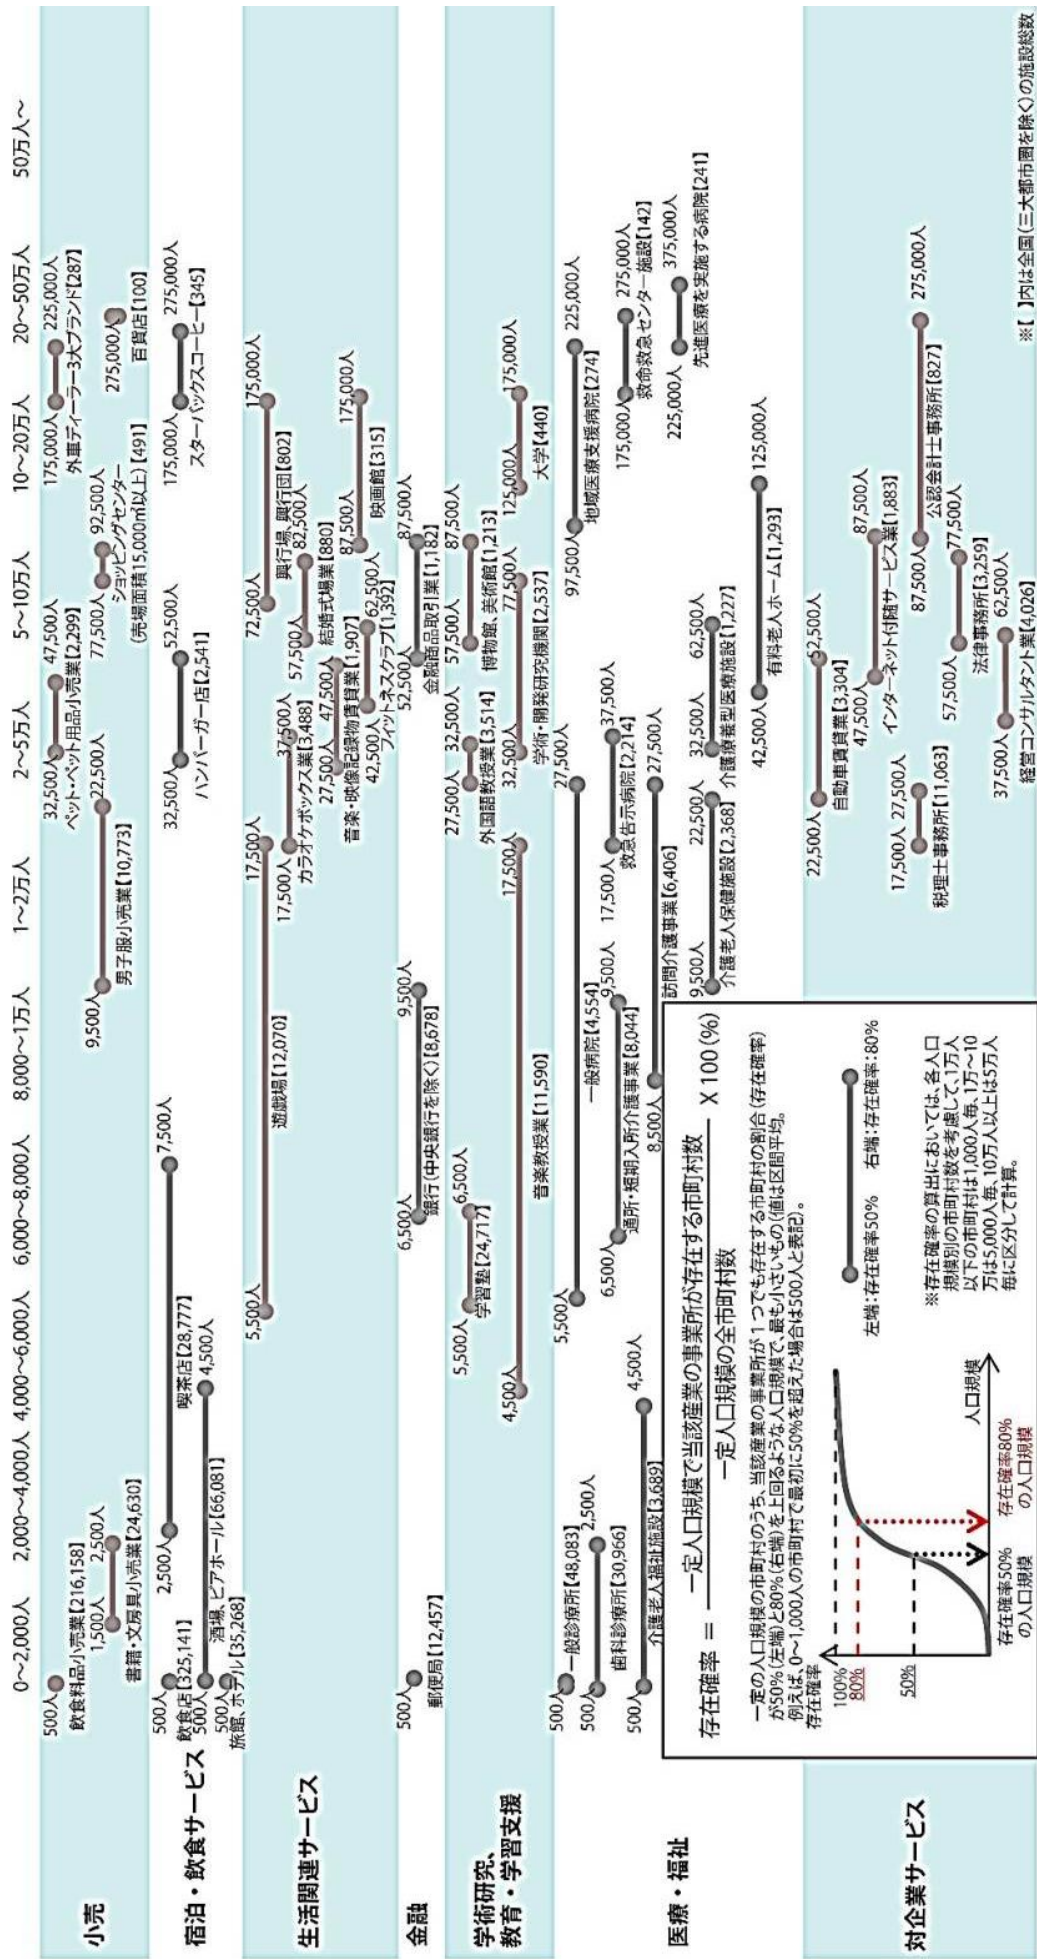 0～2,000人
2,000～4,000人
4,000～6,000人
6,000～8,000人
8,000～1万人
1～2万人
2～5万人
5～10万人
10～20万人
20～50万人
50万人～
小売
500人
飲食料品小売業【216,158】
1,500人
2,500人
書籍・文房具小売業【24,630】
9,500人
22,500人
男子服小売業【10,773】
32,500人
47,500人
ペット・ペット用品小売業【2,299】
77,500人
92,500人
ショッピングセンター
(売場面積15,000㎡以上)【491】
175,000人
225,000人
外車ディーラー3大ブランド【287】
275,000人
百貨店【100】
宿泊・飲食サービス
500人
飲食店【325,141】
2,500人
7,500人
喫茶店【28,777】
500人
4,500人
酒場、ビアホール【66,081】
500人
旅館、ホテル【35,268】
32,500人
52,500人
ハンバーガー店【2,541】
175,000人
275,000人
スターバックスコーヒー【345】
生活関連サービス
5,500人
17,500人
遊戯場【12,070】
17,500人
37,500人
カラオケボックス業【3,488】
27,500人
47,500人
音楽・映像記録物賃貸業【1,907】
42,500人
62,500人
フィットネスクラブ【1,392】
57,500人
82,500人
結婚式場業【880】
72,500人
175,000人
興行場、興行団【802】
87,500人
175,000人
映画館【315】
金融
500人
郵便局【12,457】
6,500人
9,500人
銀行(中央銀行を除く)【8,678】
52,500人
87,500人
金融商品取引業【1,182】
学術研究、
教育・学習支援
5,500人
6,500人
学習塾【24,717】
4,500人
17,500人
音楽教授業【11,590】
27,500人
32,500人
外国語教授業【3,514】
32,500人
77,500人
学術・開発研究機関【2,537】
57,500人
87,500人
博物館、美術館【1,213】
125,000人
175,000人
大学【440】
医療・福祉
500人
一般診療所【48,083】
500人
2,500人
歯科診療所【30,966】
500人
4,500人
介護老人福祉施設【3,689】
5,500人
27,500人
一般病院【4,554】
6,500人
9,500人
通所・短期入所介護事業【8,044】
8,500人
27,500人
訪問介護事業【6,406】
9,500人
22,500人
介護老人保健施設【2,368】
17,500人
37,500人
救急告示病院【2,214】
32,500人
62,500人
介護療養型医療施設【1,227】
42,500人
125,000人
有料老人ホーム【1,293】
97,500人
225,000人
地域医療支援病院【274】
175,000人
275,000人
救命救急センター施設【142】
225,000人
375,000人
先進医療を実施する病院【241】
対企業サービス
22,500人
52,500人
自動車賃貸業【3,304】
47,500人
87,500人
インターネット付随サービス業【1,883】
17,500人
27,500人
税理士事務所【11,063】
87,500人
275,000人
公認会計士事務所【827】
57,500人
77,500人
法律事務所【3,259】
37,500人
62,500人
経営コンサルタント業【4,026】
存在確率 = 一定人口規模で当該産業の事業所が存在する市町村数
一定人口規模の全市町村数
X 100 (%)
一定の人口規模の市町村のうち、当該産業の事業所が1つでも存在する市町村の割合(存在確率)
が50%(左端)と80%(右端)を上回るような人口規模で、最も小さいもの(値は区間平均。
例えば、0～1,000人の市町村で最初に50%を超えた場合は500人と表記)。
存在確率
100%
80%
50%
人口規模
存在確率50%
の人口規模
存在確率80%
の人口規模
左端:存在確率50%
右端:存在確率:80%
※存在確率の算出においては、各人口
規模別の市町村数を考慮して、1万人
以下の市町村は1,000人毎、1万～10
万は5,000人毎、10万人以上は5万人
毎に区分して計算。
※【 】内は全国(三大都市圏を除く)の施設総数